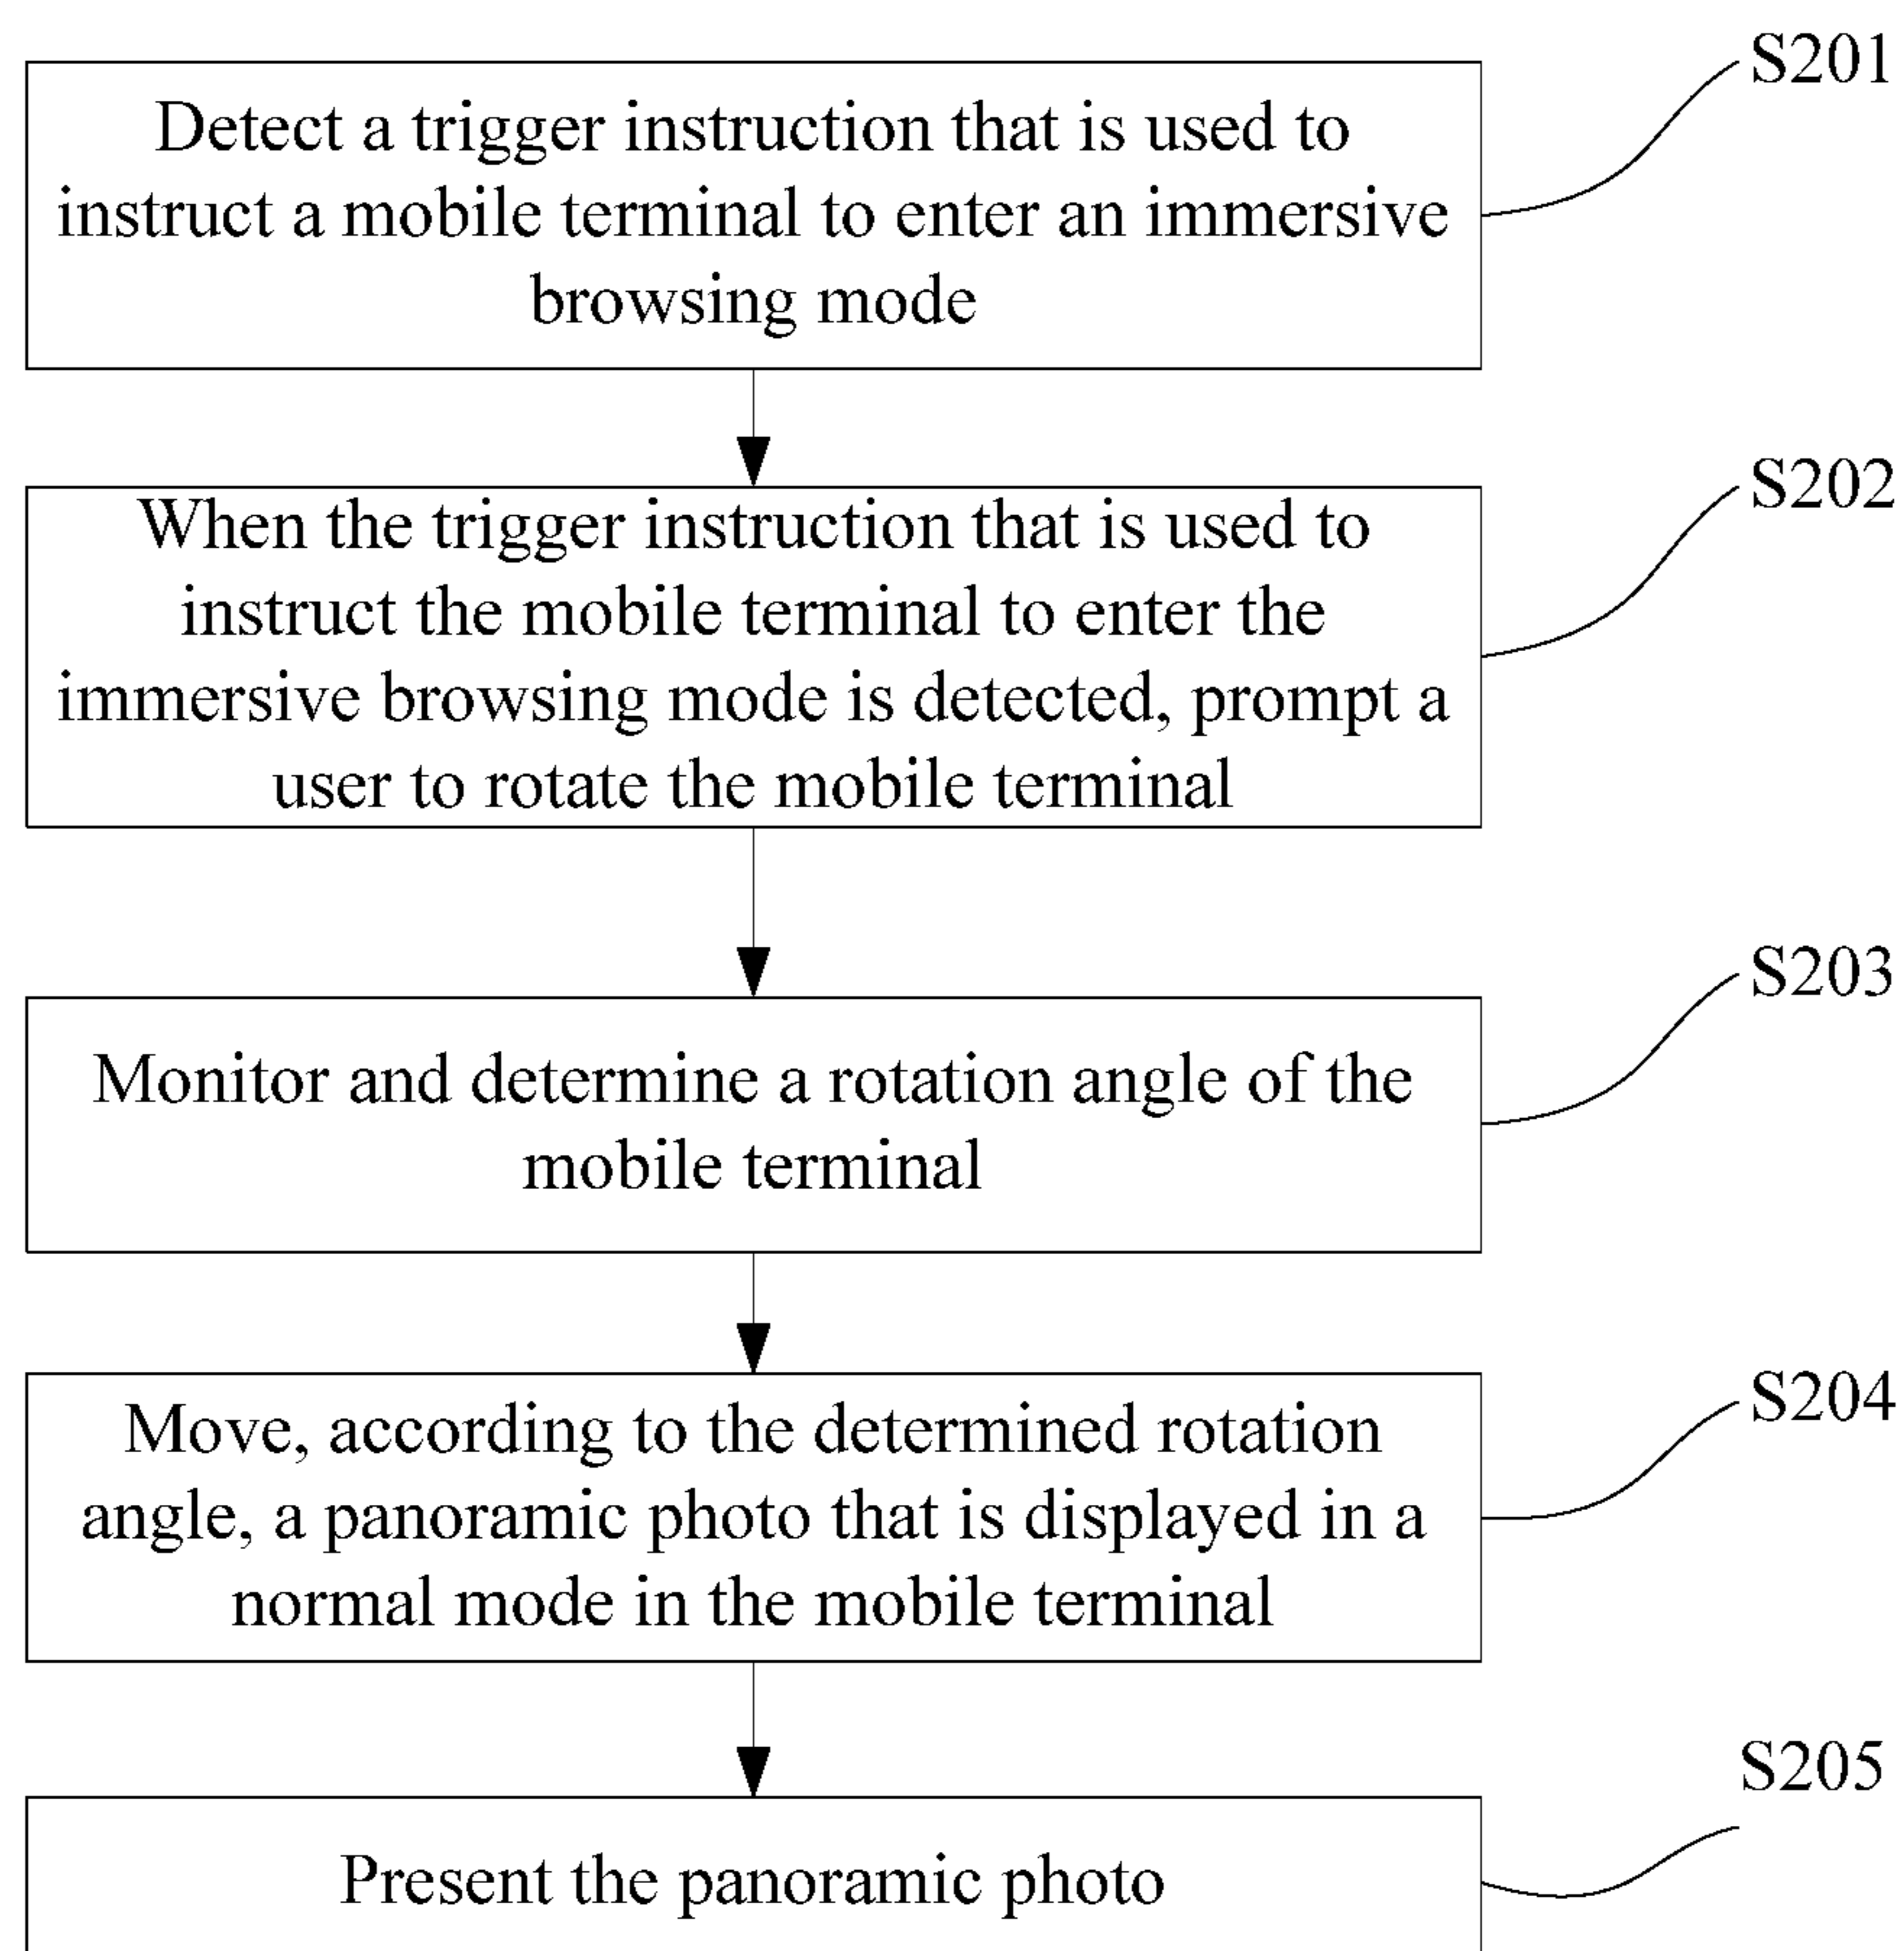 S201
Detect a trigger instruction that is used to
instruct a mobile terminal to enter an immersive
browsing mode
S202
When the trigger instruction that is used to
instruct the mobile terminal to enter the
immersive browsing mode is detected, prompt a
user to rotate the mobile terminal
S203
Monitor and determine a rotation angle of the
mobile terminal
S204
Move, according to the determined rotation
angle, a panoramic photo that is displayed in a
normal mode in the mobile terminal
S205
Present the panoramic photo